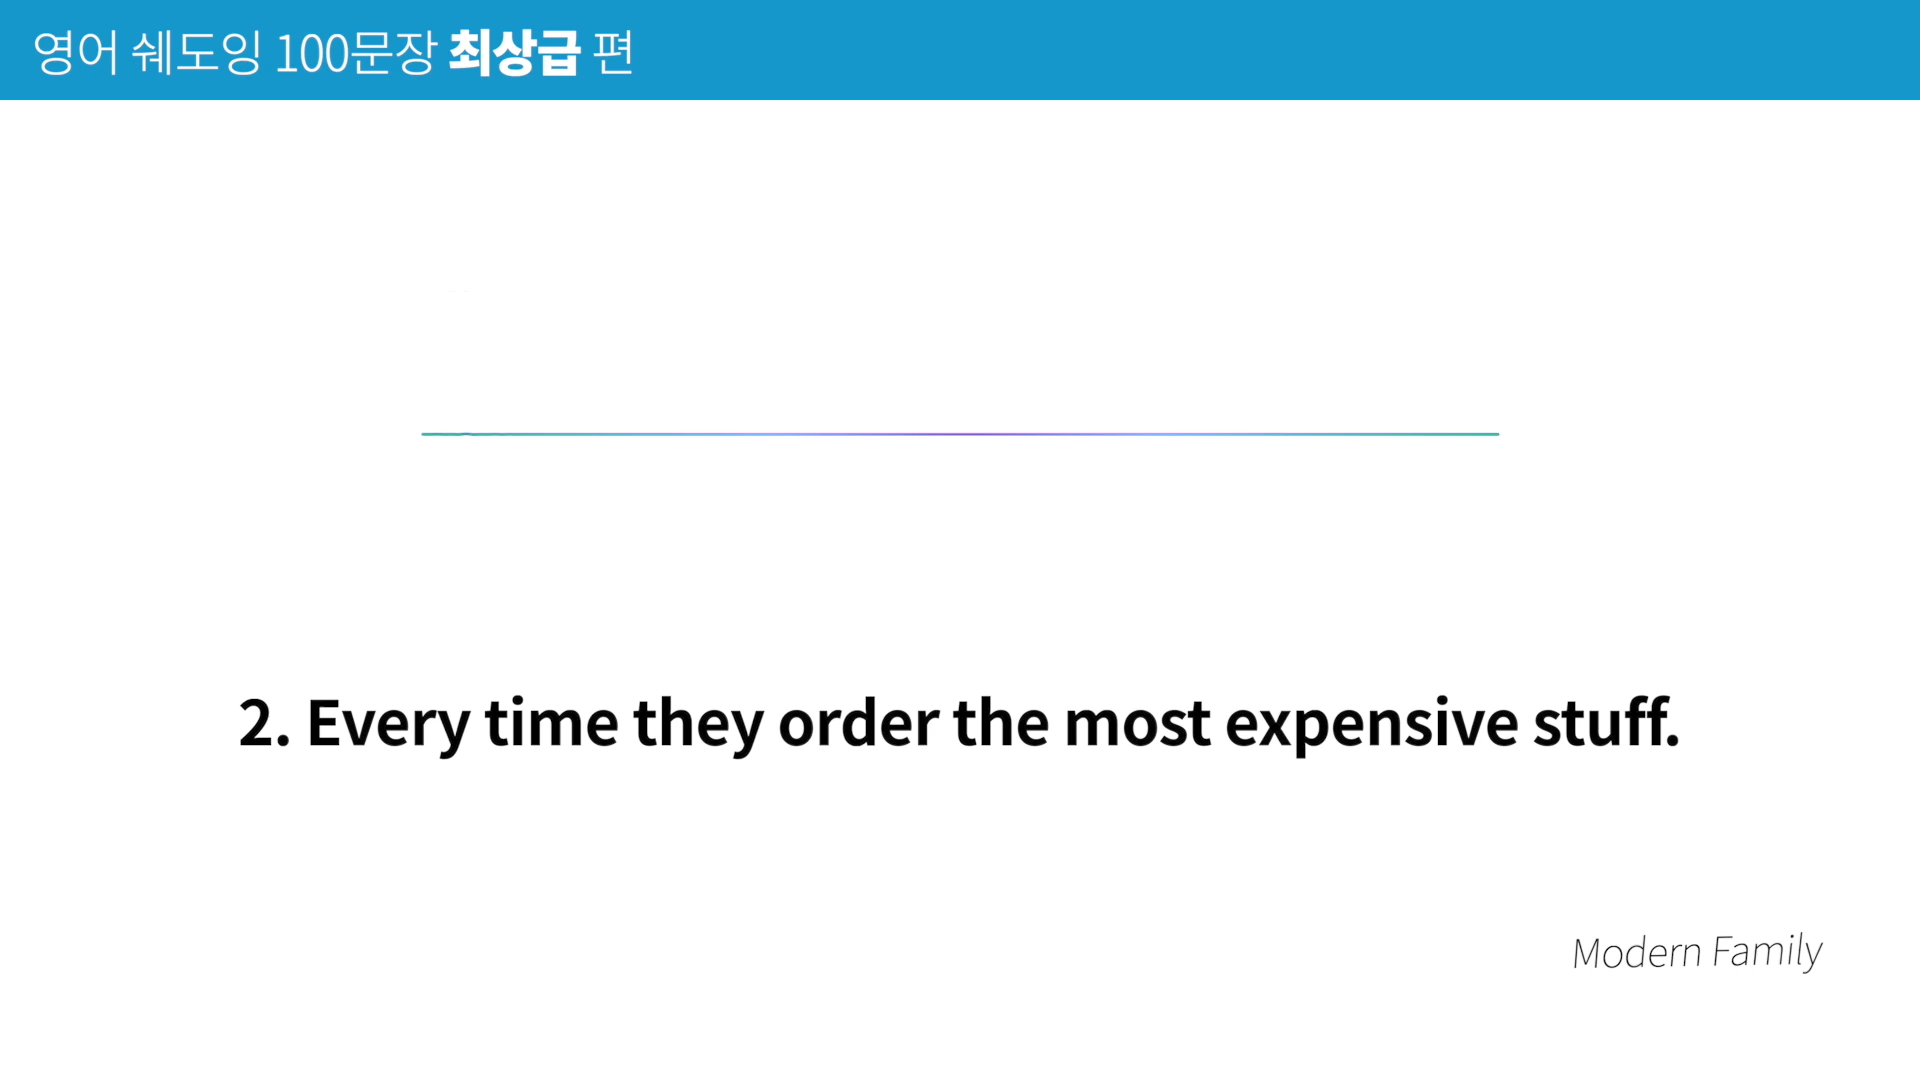 영어 쉐도잉 100문장 최상급 편
2. Every time they order the most expensive stuff.
Modern Family